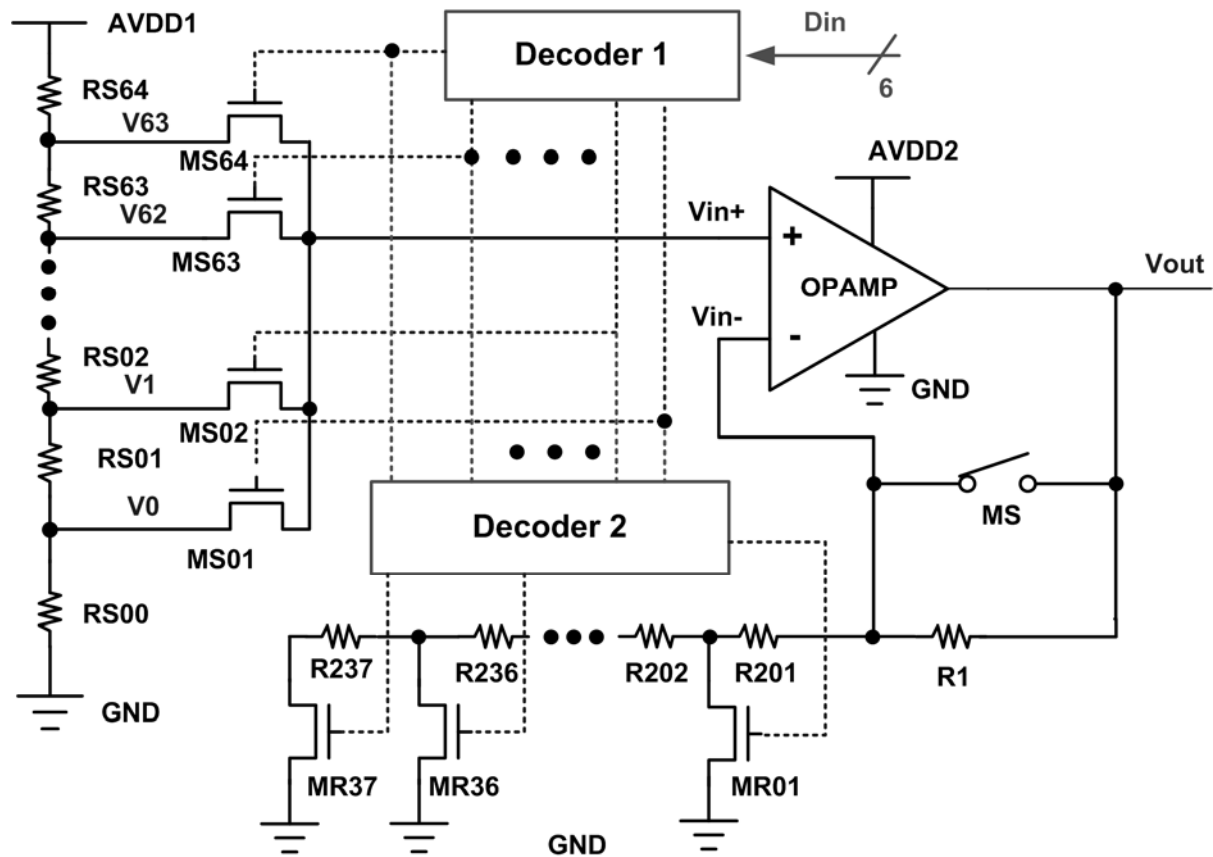 AVDD1
RS64
V63
MS64
RS63
V62
MS63
RS02
V1
MS02
RS01
V0
MS01
RS00
GND
Decoder 1
Din
6
AVDD2
Vin+
+
OPAMP
Vin-
-
GND
Vout
MS
Decoder 2
R237
R236
R202
R201
R1
MR37
MR36
MR01
GND